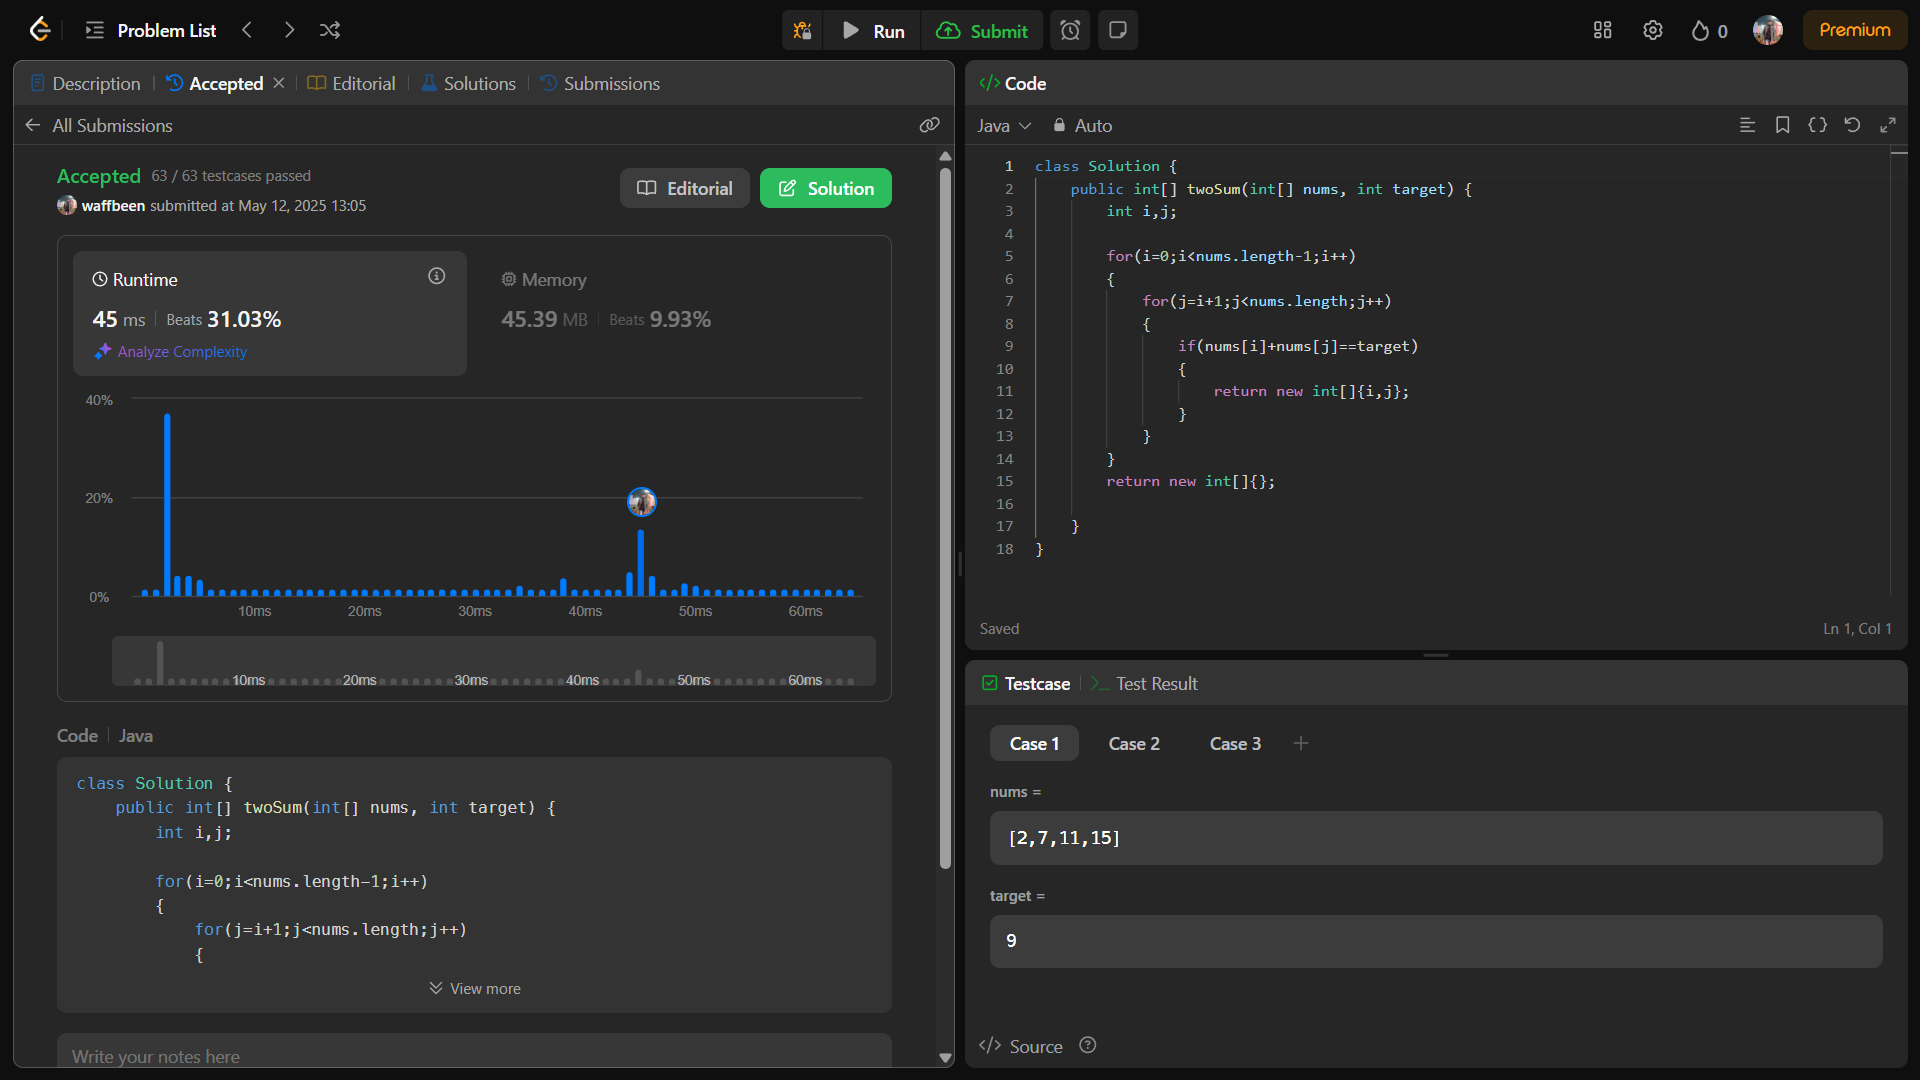 Problem List
Run
Submit
0
Premium
Description
Accepted
Editorial
Solutions
Submissions
All Submissions
Accepted 63 / 63 testcases passed
waffbeen submitted at May 12, 2025 13:05
Editorial
Solution
Runtime
45 ms Beats 31.03%
Analyze Complexity
Memory
45.39 MB Beats 9.93%
40%
20%
0%
10ms 20ms 30ms 40ms 50ms 60ms
10ms 20ms 30ms 40ms 50ms 60ms
Code Java
class Solution {
    public int[] twoSum(int[] nums, int target) {
        int i,j;
        for(i=0;i<nums.length-1;i++)
        {
            for(j=i+1;j<nums.length;j++)
            {
View more
Write your notes here
</> Code
Java
Auto
1 class Solution {
2     public int[] twoSum(int[] nums, int target) {
3         int i,j;
4
5         for(i=0;i<nums.length-1;i++)
6         {
7             for(j=i+1;j<nums.length;j++)
8             {
9                 if(nums[i]+nums[j]==target)
10                 {
11                     return new int[]{i,j};
12                 }
13             }
14         }
15         return new int[]{};
16
17     }
18 }
Saved
Ln 1, Col 1
Testcase
Test Result
Case 1
Case 2
Case 3
nums =
[2,7,11,15]
target =
9
</> Source